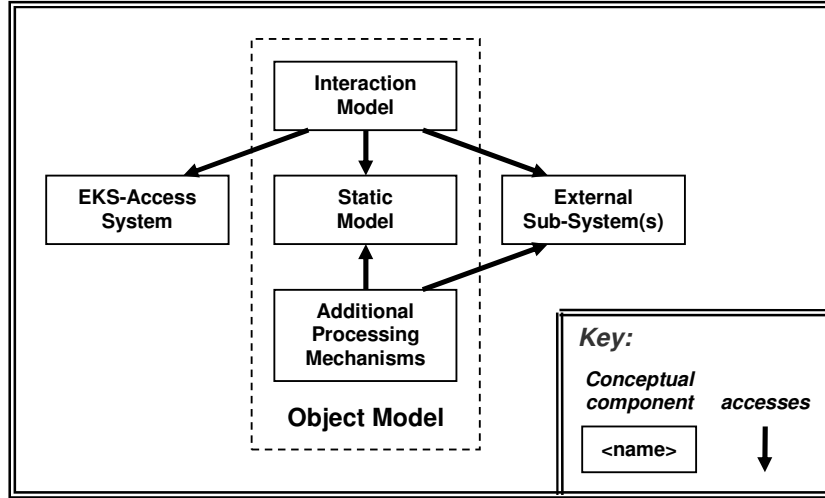 Interaction
Model
EKS-Access
System
Static
Model
External
Sub-System(s)
Additional
Processing
Mechanisms
Object Model
Key:
Conceptual
component
accesses
<name>